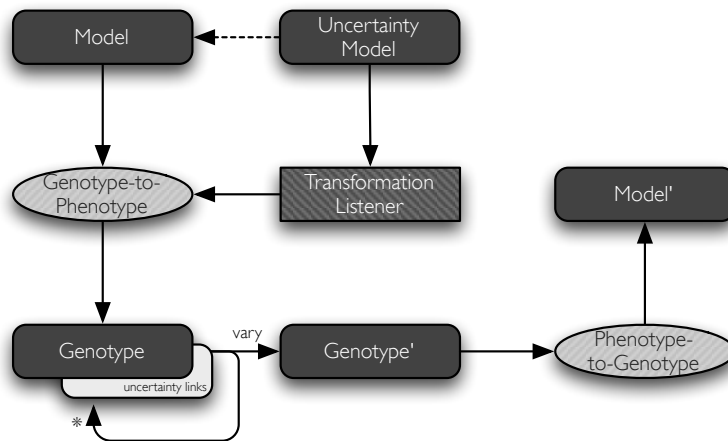 Model
Uncertainty
Model
Genotype-to-
Phenotype
Transformation
Listener
Model'
Genotype
uncertainty links
*
vary
Genotype'
Phenotype-
to-Genotype